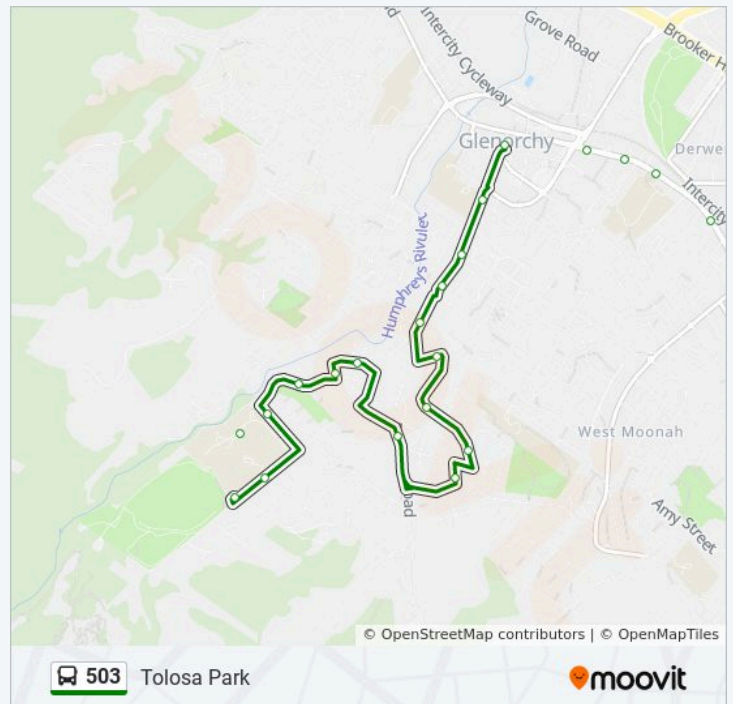 Grove Road
Intercity Cycleway
Brooker H
Glenorchy
Derwe
Intercity
Humphreys Rivulet
West Moonah
Amy Street
oad
© OpenStreetMap contributors | © OpenMapTiles
503 Tolosa Park
moovit